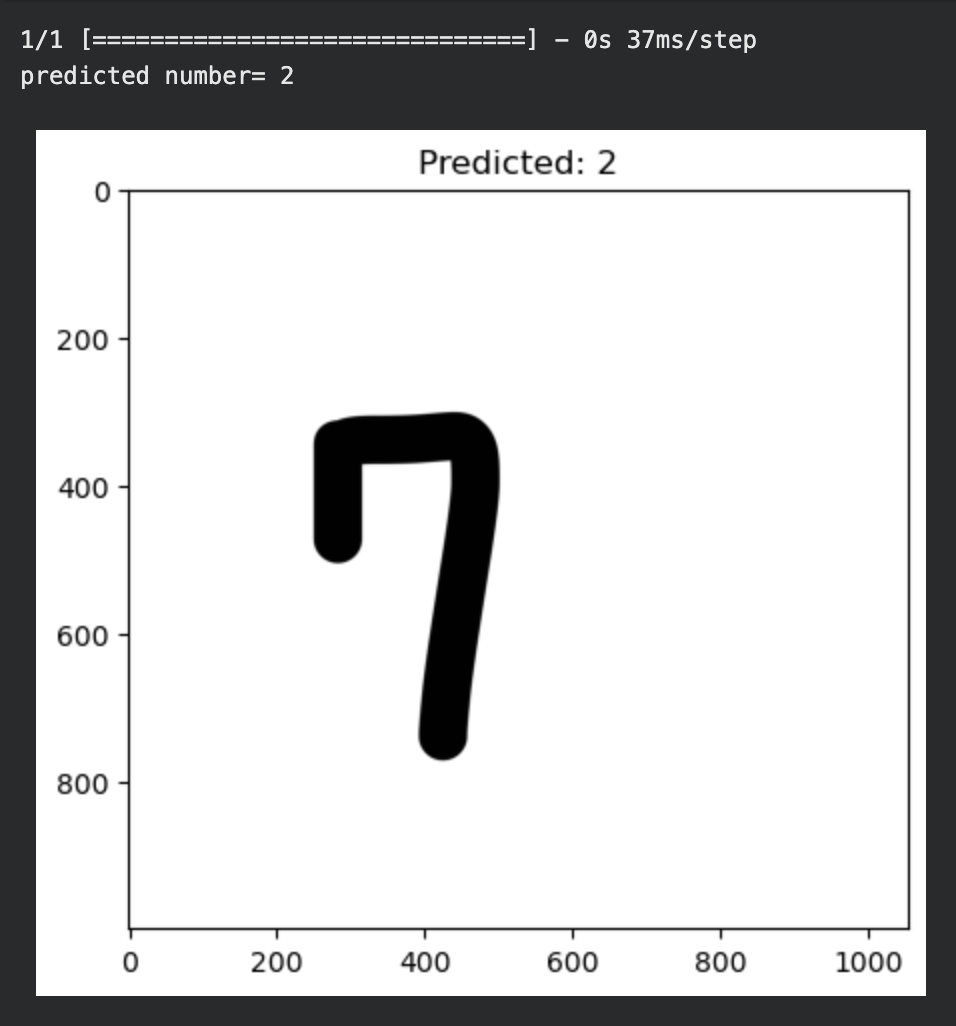 1/1 [==============================] - 0s 37ms/step
predicted number= 2
Predicted: 2
0
200
400
600
800
7
0 200 400 600 800 1000